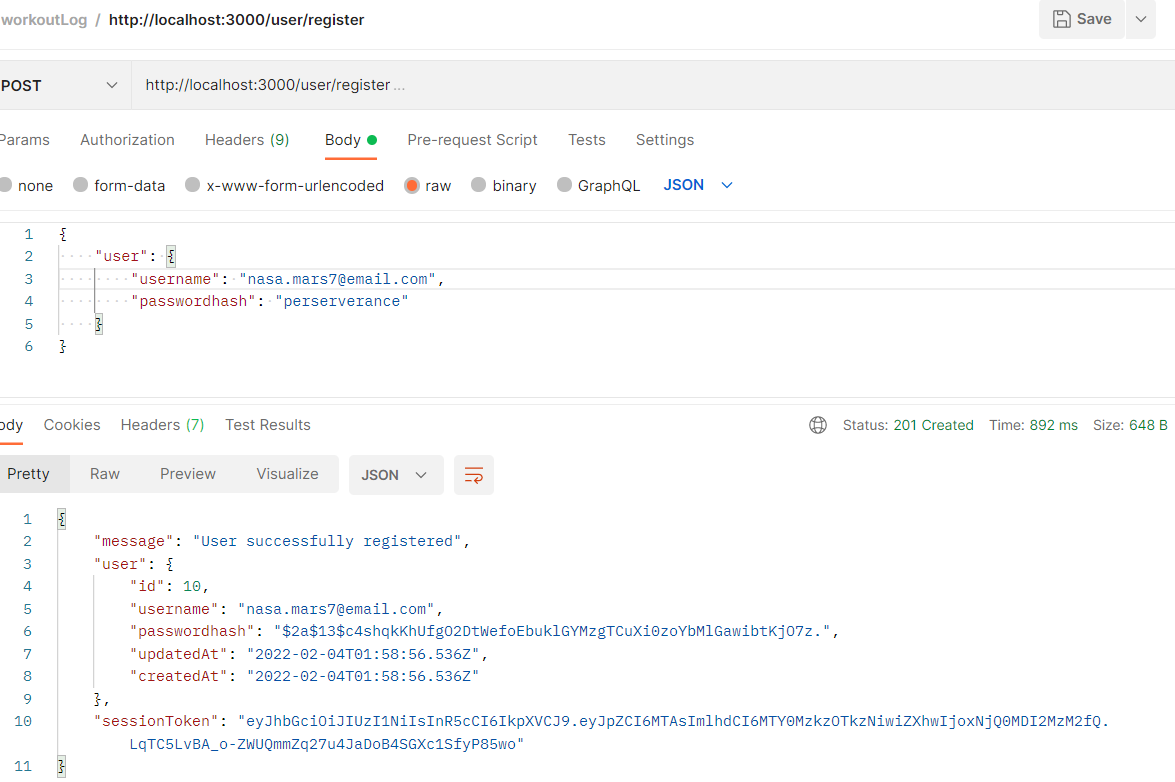 workoutLog / http://localhost:3000/user/register
Save
POST
http://localhost:3000/user/register ...
Params Authorization Headers (9) Body Pre-request Script Tests Settings
none form-data x-www-form-urlencoded raw binary GraphQL JSON
1 {
2 "user": {
3 "username": "nasa.mars7@email.com",
4 "passwordhash": "perserverance"
5 }
6 }
ody Cookies Headers (7) Test Results Status: 201 Created Time: 892 ms Size: 648 B
Pretty Raw Preview Visualize JSON
1 {
2 "message": "User successfully registered",
3 "user": {
4 "id": 10,
5 "username": "nasa.mars7@email.com",
6 "passwordhash": "$2a$13$c4shqkKhUfgO2DtWefoEbuklGYMzgTCuXi0zoYbMlGawibtKjO7z.",
7 "updatedAt": "2022-02-04T01:58:56.536Z",
8 "createdAt": "2022-02-04T01:58:56.536Z"
9 },
10 "sessionToken": "eyJhbGciOiJIUzI1NiIsInR5cCI6IkpXVCJ9.eyJpZCI6MTAsImlhdCI6MTY0MzkzOTkzNiwiZXhwIjoxNjQ0MDI2MzM2fQ.
LqTC5LvBA_o-ZWUQmmZq27u4JaDoB4SGXc1SfyP85wo"
11 }